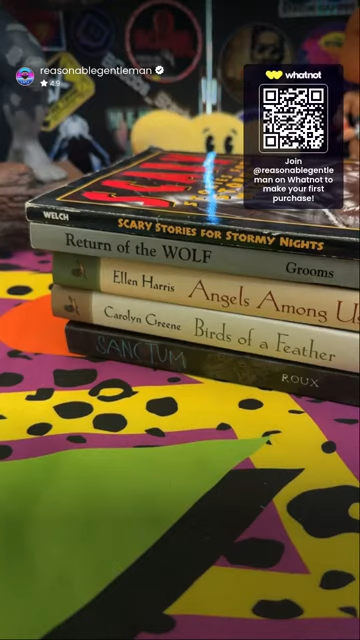 reasonablegentleman
4.9
whatnot
Join
@reasonablegentle
man on Whatnot to
make your first
purchase!
WELCH
SCARY STORIES FOR STORMY NIGHTS
Return of the WOLF
Grooms
Ellen Harris
Angels Among Us
Carolyn Greene
Birds of a Feather
SANCTUM
ROUX